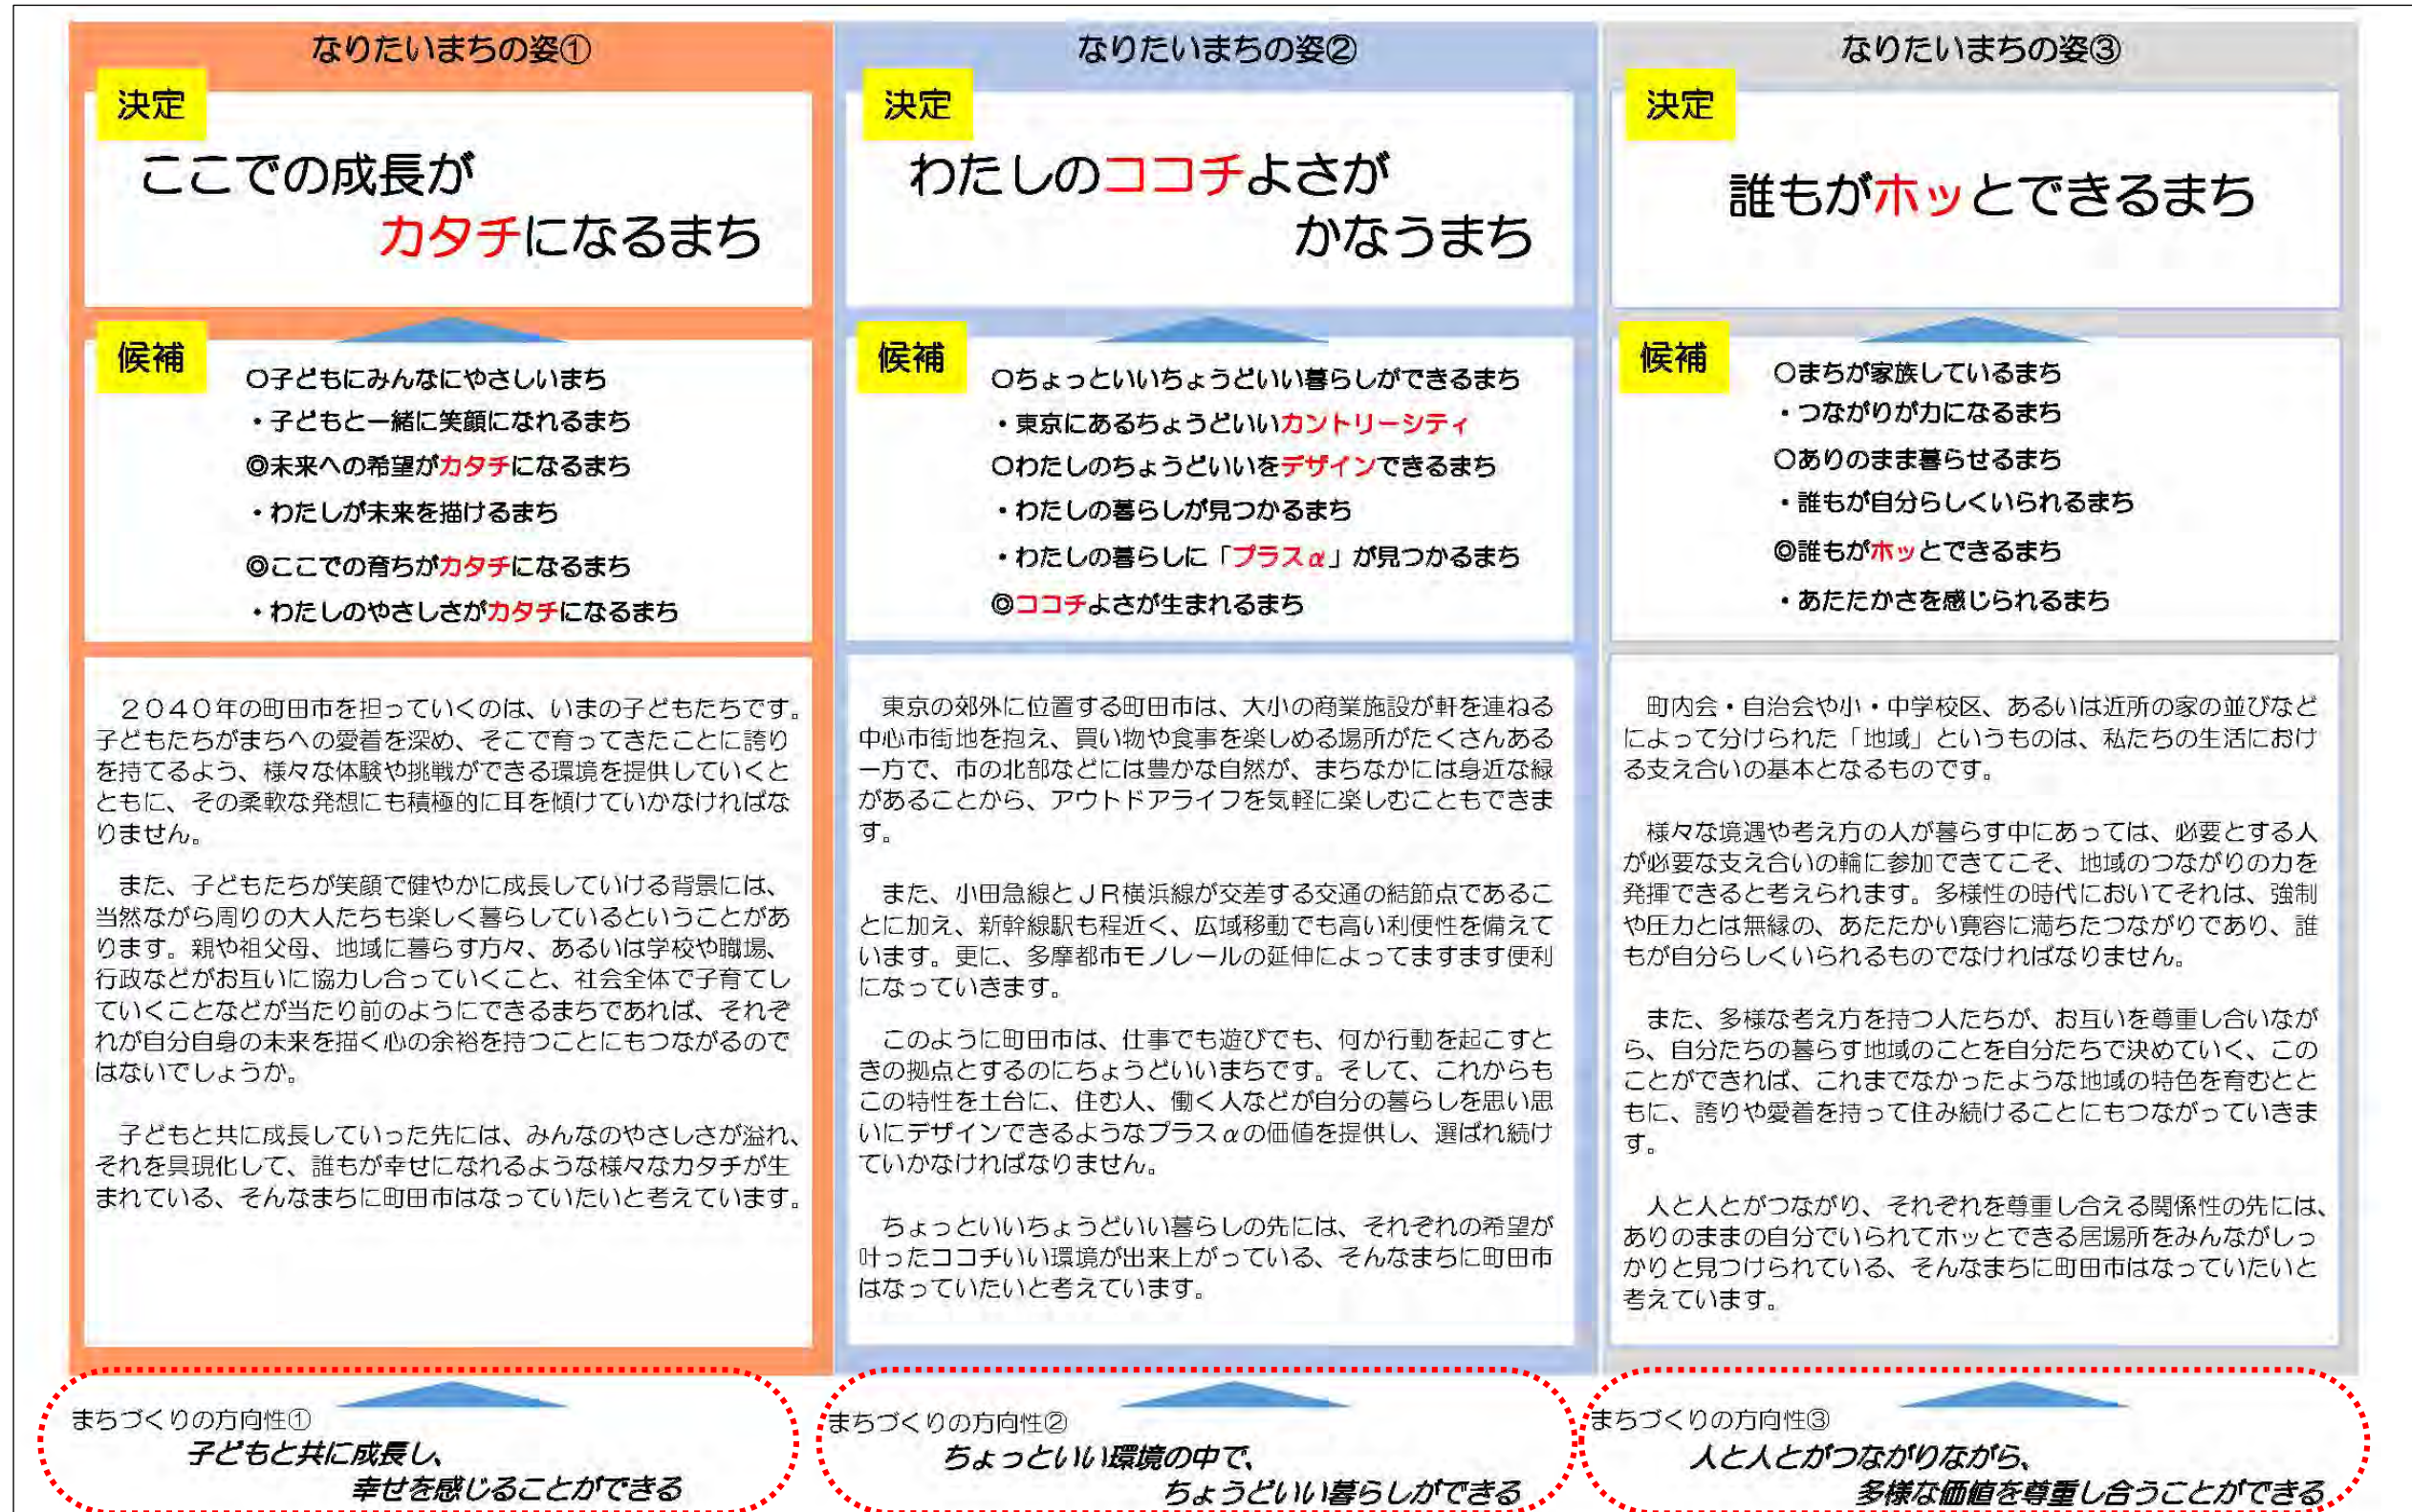 なりたいまちの姿①
決定
ここでの成長が
カタチになるまち
候補
〇子どもにみんなにやさしいまち
・子どもと一緒に笑顔になれるまち
◎未来への希望がカタチになるまち
・わたしが未来を描けるまち
◎ここでの育ちがカタチになるまち
・わたしのやさしさがカタチになるまち
２０４０年の町田市を担っていくのは、いまの子どもたちです。
子どもたちがまちへの愛着を深め、そこで育ってきたことに誇り
を持てるよう、様々な体験や挑戦ができる環境を提供していくと
ともに、その柔軟な発想にも積極的に耳を傾けていかなければな
りません。
また、子どもたちが笑顔で健やかに成長していける背景には、
当然ながら周りの大人たちも楽しく暮らしているということがあ
ります。親や祖父母、地域に暮らす方々、あるいは学校や職場、
行政などがお互いに協力し合っていくこと、社会全体で子育てし
ていくことなどが当たり前のようにできるまちであれば、それぞ
れが自分自身の未来を描く心の余裕を持つことにもつながるので
はないでしょうか。
子どもと共に成長していった先には、みんなのやさしさが溢れ、
それを具現化して、誰もが幸せになれるような様々なカタチが生
まれている、そんなまちに町田市はなっていたいと考えています。
まちづくりの方向性①
子どもと共に成長し、
幸せを感じることができる
なりたいまちの姿②
決定
わたしのココチよさが
かなうまち
候補
〇ちょっといいちょうどいい暮らしができるまち
・東京にあるちょうどいいカントリーシティ
〇わたしのちょうどいいをデザインできるまち
・わたしの暮らしが見つかるまち
・わたしの暮らしに「プラスα」が見つかるまち
◎ココチよさが生まれるまち
東京の郊外に位置する町田市は、大小の商業施設が軒を連ねる
中心市街地を抱え、買い物や食事を楽しめる場所がたくさんある
一方で、市の北部などには豊かな自然が、まちなかには身近な緑
があることから、アウトドアライフを気軽に楽しむこともできま
す。
また、小田急線とＪＲ横浜線が交差する交通の結節点であるこ
とに加え、新幹線駅も程近く、広域移動でも高い利便性を備えて
います。更に、多摩都市モノレールの延伸によってますます便利
になっていきます。
このように町田市は、仕事でも遊びでも、何か行動を起こすと
きの拠点とするのにちょうどいいまちです。そして、これからも
この特性を土台に、住む人、働く人などが自分の暮らしを思い思
いにデザインできるようなプラスαの価値を提供し、選ばれ続け
ていかなければなりません。
ちょっといいちょうどいい暮らしの先には、それぞれの希望が
叶ったココチいい環境が出来上がっている、そんなまちに町田市
はなっていたいと考えています。
まちづくりの方向性②
ちょっといい環境の中で、
ちょうどいい暮らしができる
なりたいまちの姿③
決定
誰もがホッとできるまち
候補
〇まちが家族しているまち
・つながりが力になるまち
〇ありのまま暮らせるまち
・誰もが自分らしくいられるまち
◎誰もがホッとできるまち
・あたたかさを感じられるまち
町内会・自治会や小・中学校区、あるいは近所の家の並びなど
によって分けられた「地域」というものは、私たちの生活におけ
る支え合いの基本となるものです。
様々な境遇や考え方の人が暮らす中にあっては、必要とする人
が必要な支え合いの輪に参加できてこそ、地域のつながりの力を
発揮できると考えられます。多様性の時代においてそれは、強制
や圧力とは無縁の、あたたかい寛容に満ちたつながりであり、誰
もが自分らしくいられるものでなければなりません。
また、多様な考え方を持つ人たちが、お互いを尊重し合いなが
ら、自分たちの暮らす地域のことを自分たちで決めていく、この
ことができれば、これまでなかったような地域の特色を育むとと
もに、誇りや愛着を持って住み続けることにもつながっていきま
す。
人と人とがつながり、それぞれを尊重し合える関係性の先には、
ありのままの自分でいられてホッとできる居場所をみんながしっ
かりと見つけられている、そんなまちに町田市はなっていたいと
考えています。
まちづくりの方向性③
人と人とがつながりながら、
多様な価値を尊重し合うことができる